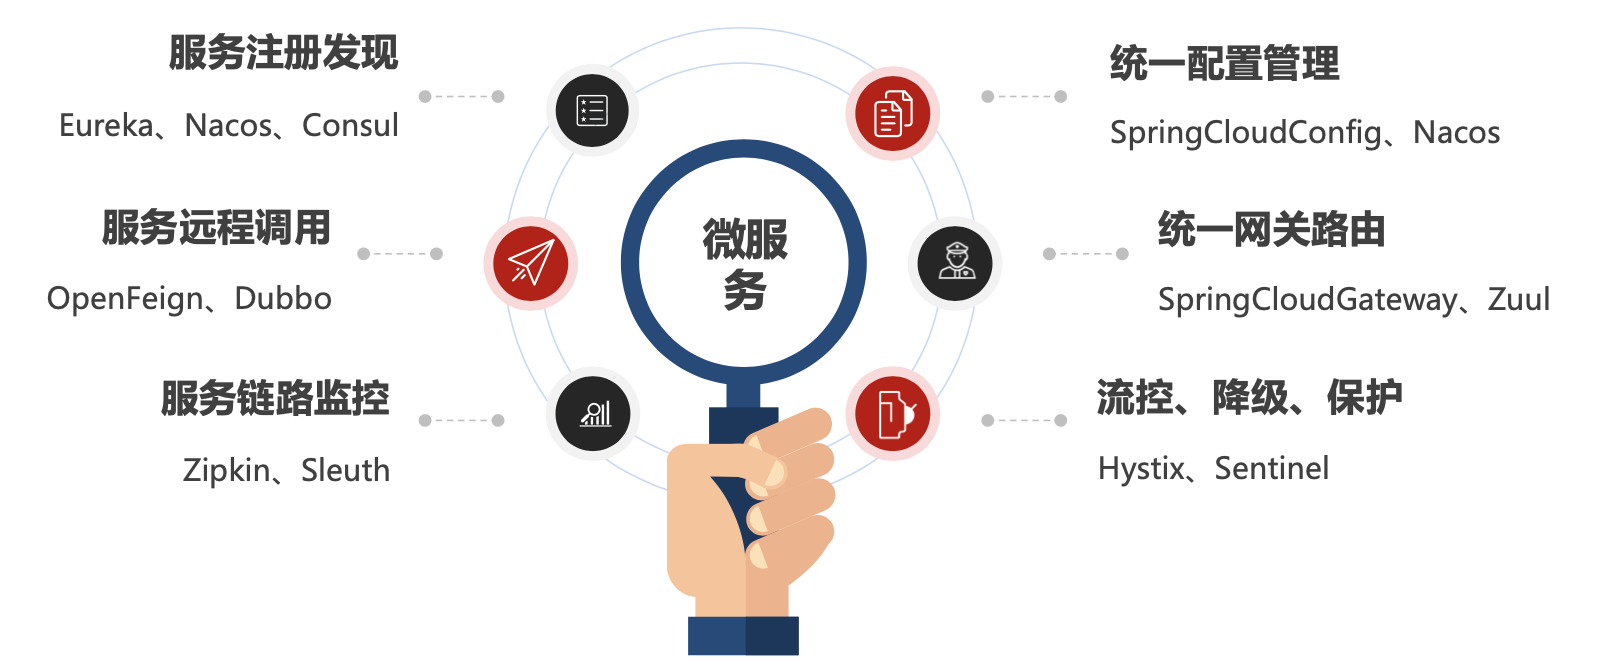 服务注册发现
Eureka、Nacos、Consul
服务远程调用
OpenFeign、Dubbo
服务链路监控
Zipkin、Sleuth
微服
务
统一配置管理
SpringCloudConfig、Nacos
统一网关路由
SpringCloudGateway、Zuul
流控、降级、保护
Hystix、Sentinel